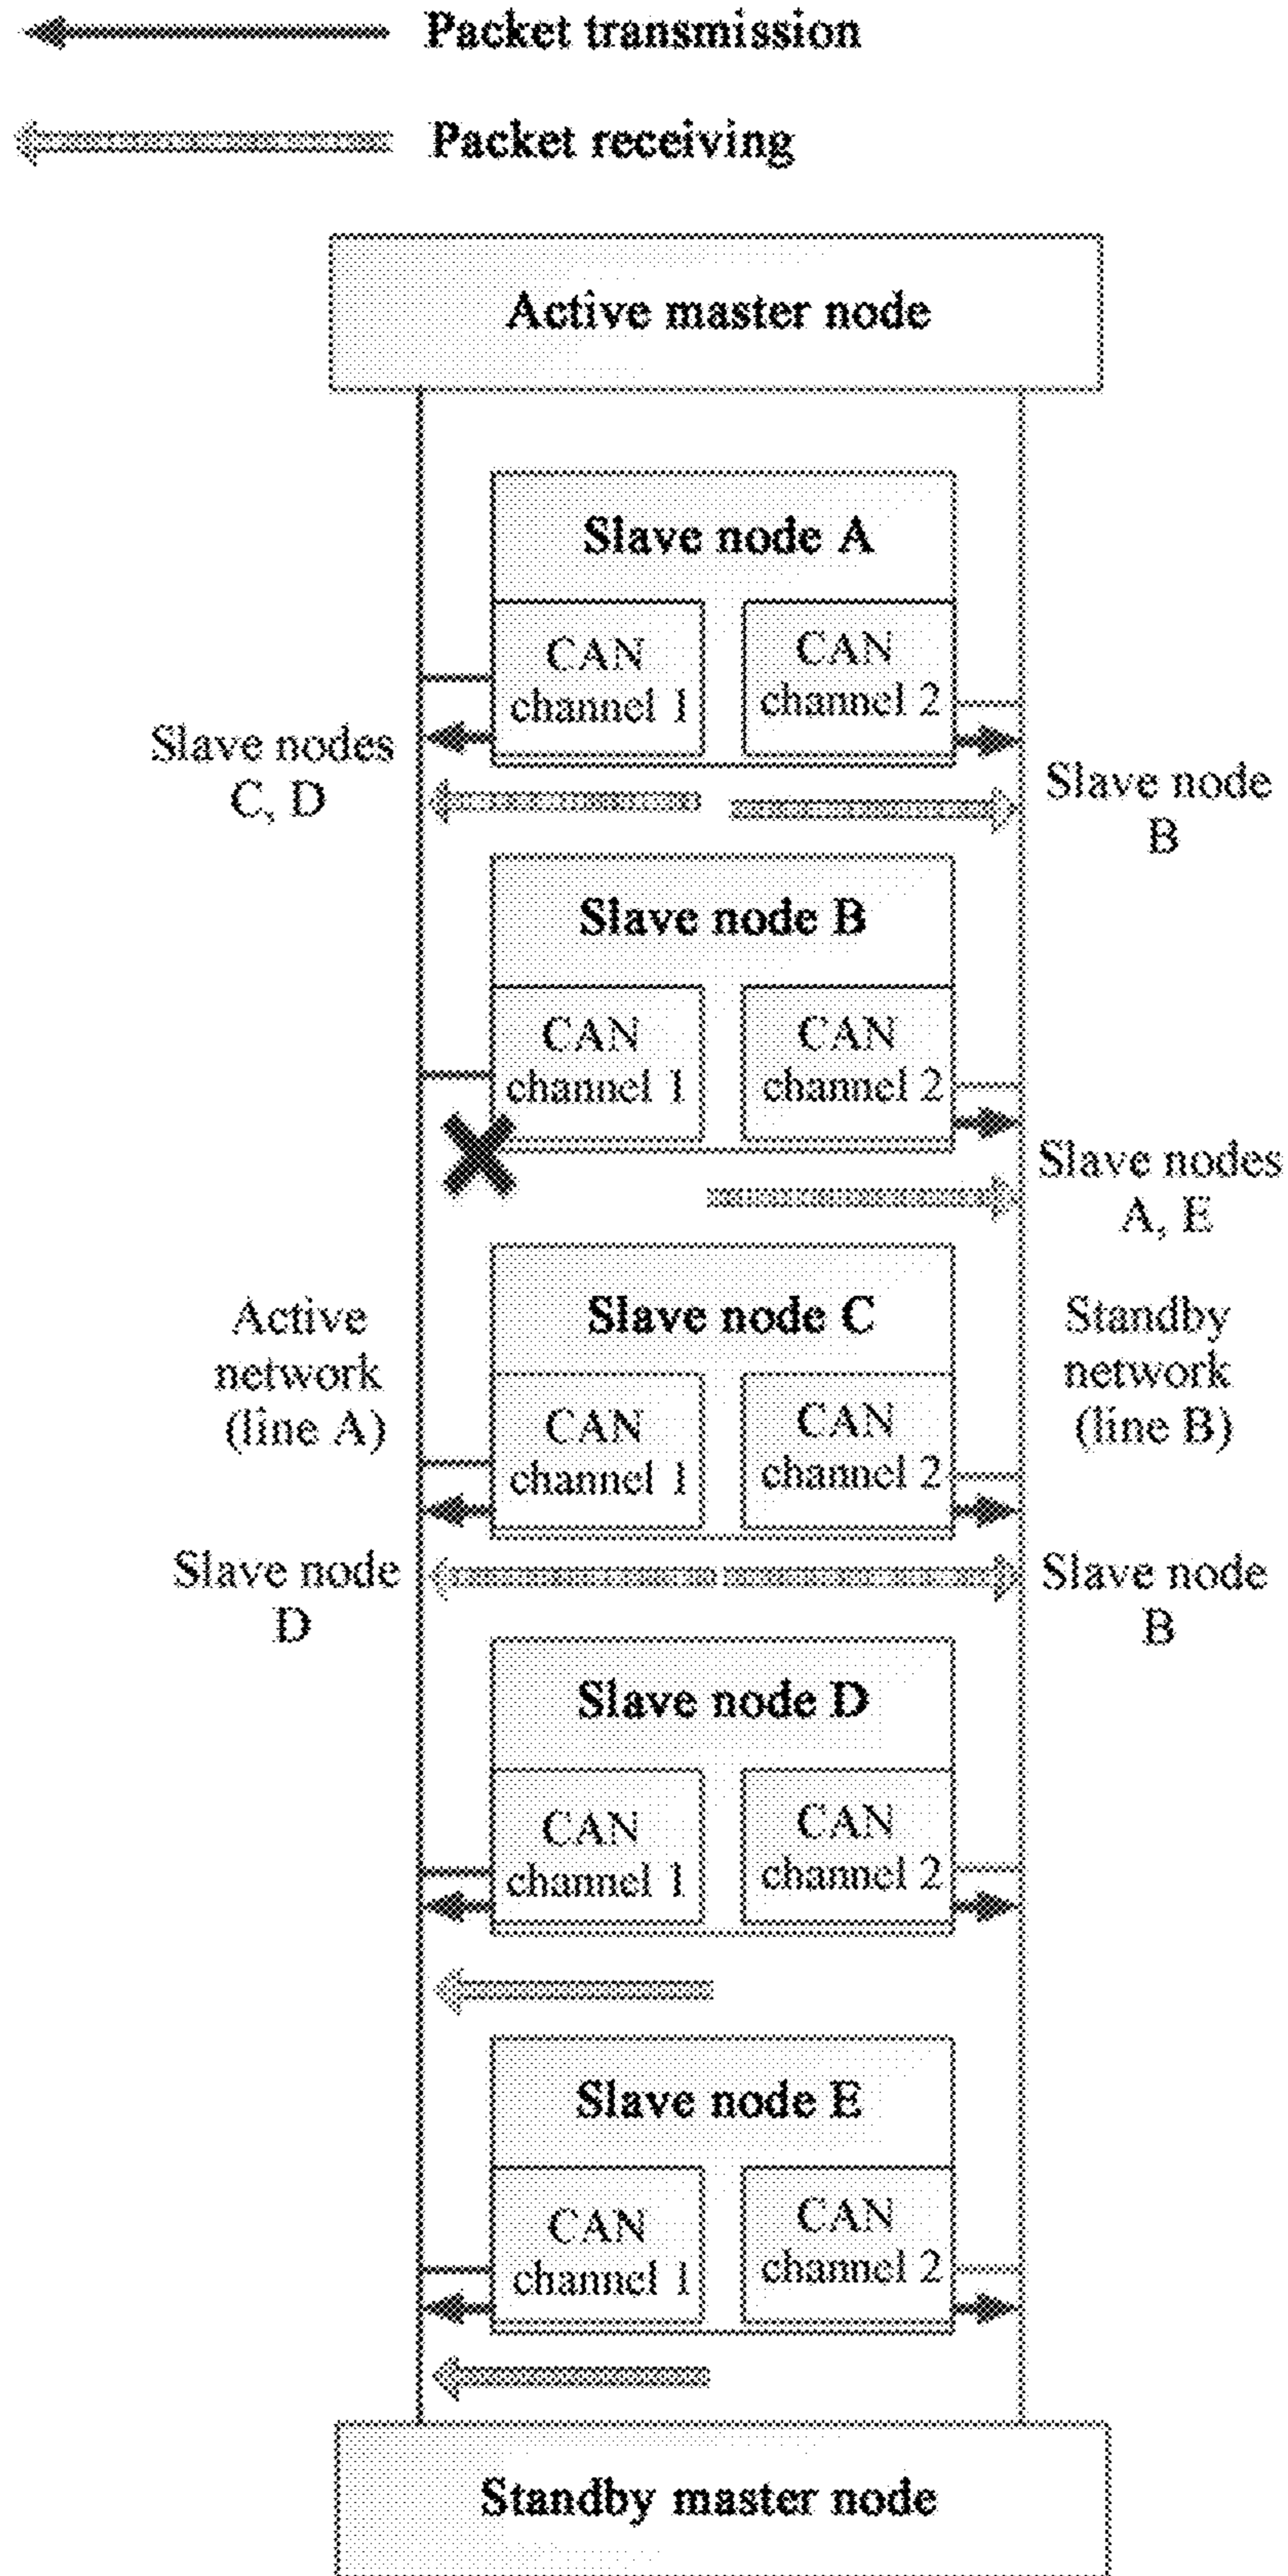 Packet transmission
Packet receiving
Active master node
Slave node A
CAN
channel 1
CAN
channel 2
Slave nodes
C, D
Slave node
B
Slave node B
CAN
channel 1
CAN
channel 2
Slave nodes
A, E
Active
network
(line A)
Slave node C
CAN
channel 1
CAN
channel 2
Standby
network
(line B)
Slave node
D
Slave node
B
Slave node D
CAN
channel 1
CAN
channel 2
Slave node E
CAN
channel 1
CAN
channel 2
Standby master node